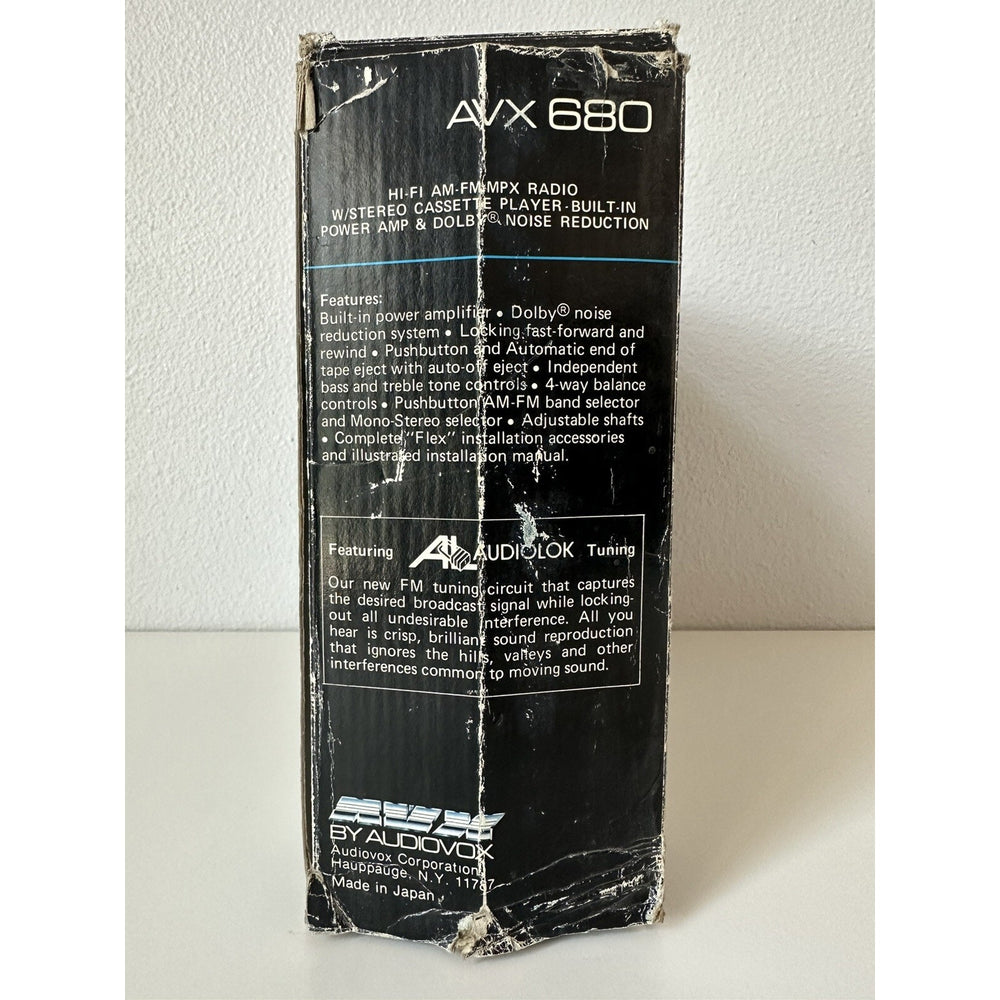 AVX 680
HI-FI AM-FM-MPX RADIO
W/STEREO CASSETTE PLAYER-BUILT-IN
POWER AMP & DOLBY® NOISE REDUCTION
Features:
Built-in power amplifier • Dolby® noise
reduction system • Locking fast-forward and
rewind • Pushbutton and Automatic end of
tape eject with auto-off eject • Independent
bass and treble tone controls • 4-way balance
controls • Pushbutton AM-FM band selector
and Mono-Stereo selector • Adjustable shafts
• Complete "Flex" installation accessories
and illustrated installation manual.
Featuring AL AUDIOLOK Tuning
Our new FM tuning circuit that captures
the desired broadcast signal while locking-
out all undesirable interference. All you
hear is crisp, brilliant sound reproduction
that ignores the hills, valleys and other
interferences common to moving sound.
AVX
BY AUDIOVOX
Audiovox Corporation
Hauppauge, N.Y. 11787
Made in Japan